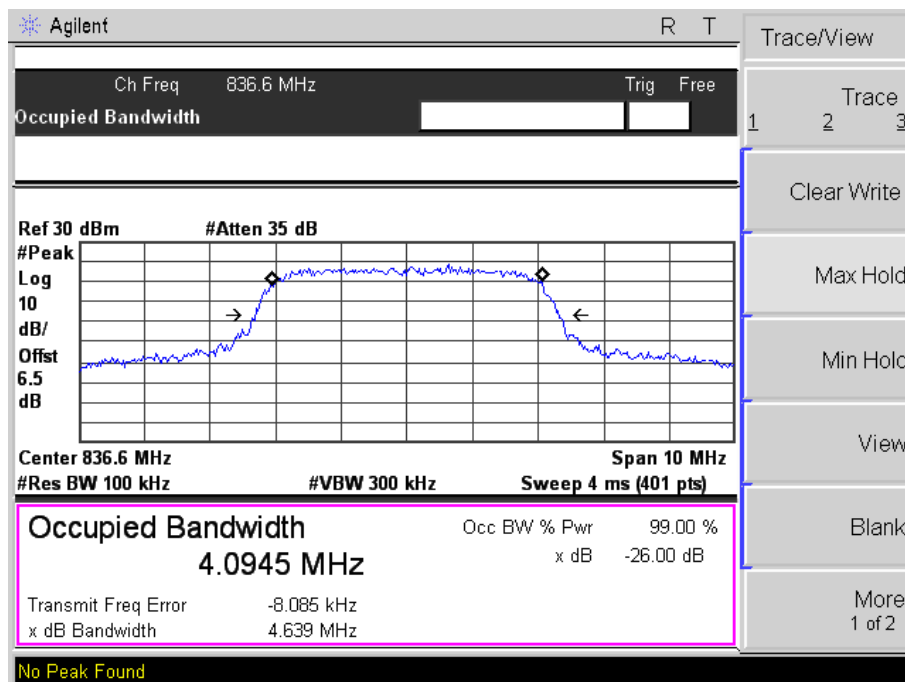 Agilent R T
Trace/View
Ch Freq 836.6 MHz Trig Free
Occupied Bandwidth
Trace
1 2 3
Clear Write
Ref 30 dBm #Atten 35 dB
#Peak
Log
10
dB/
Offst
6.5
dB
Max Hold
Min Hold
Center 836.6 MHz Span 10 MHz
#Res BW 100 kHz #VBW 300 kHz Sweep 4 ms (401 pts)
View
Occupied Bandwidth
4.0945 MHz
Occ BW % Pwr 99.00 %
x dB -26.00 dB
Transmit Freq Error -8.085 kHz
x dB Bandwidth 4.639 MHz
Blank
More
1 of 2
No Peak Found